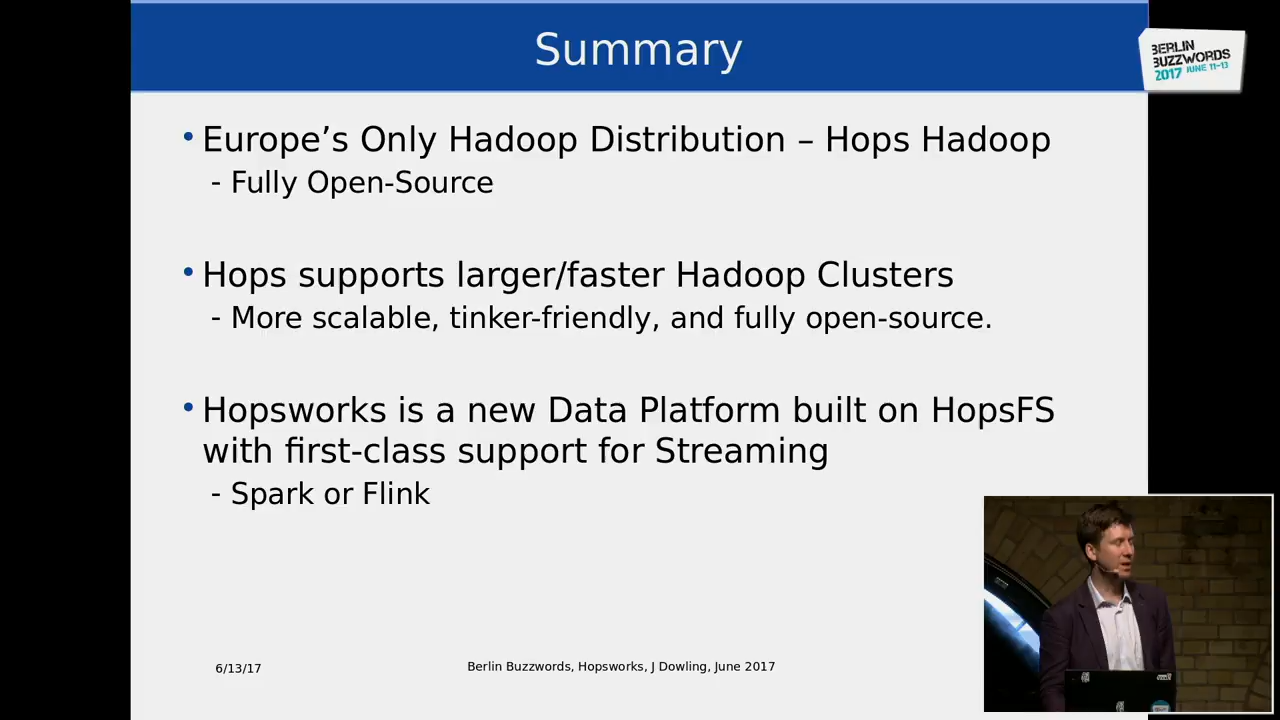 Summary
BERLIN
BUZZWORDS
2017 JUNE 11-13
• Europe’s Only Hadoop Distribution – Hops Hadoop
- Fully Open-Source
• Hops supports larger/faster Hadoop Clusters
- More scalable, tinker-friendly, and fully open-source.
• Hopsworks is a new Data Platform built on HopsFS
with first-class support for Streaming
- Spark or Flink
6/13/17
Berlin Buzzwords, Hopsworks, J Dowling, June 2017